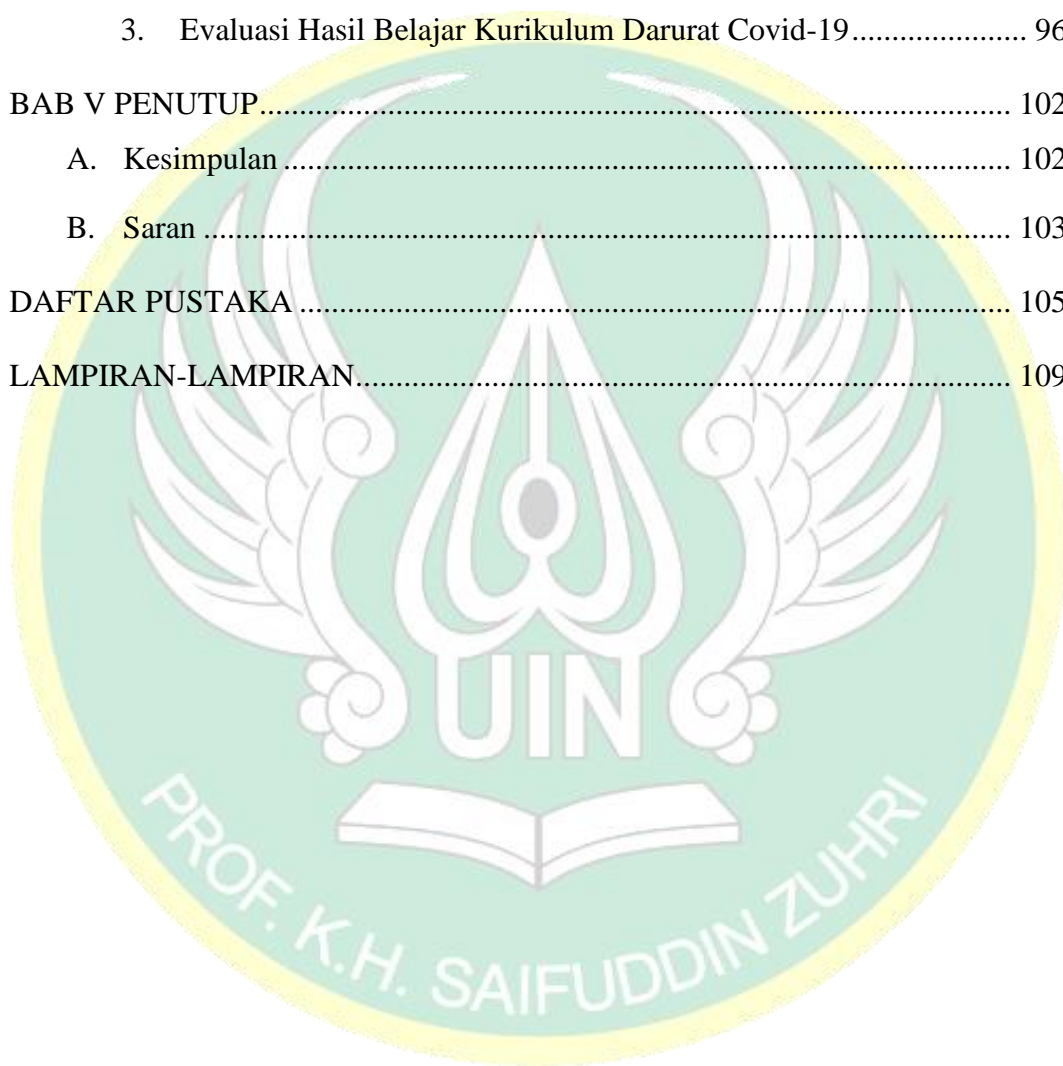 3. Evaluasi Hasil Belajar Kurikulum Darurat Covid-19...................... 96
BAB V PENUTUP............................................................................................. 102
A. Kesimpulan .......................................................................................... 102
B. Saran .................................................................................................... 103
DAFTAR PUSTAKA ........................................................................................ 105
LAMPIRAN-LAMPIRAN................................................................................. 109
UIN
PROF. K.H. SAIFUDDIN ZUHRI